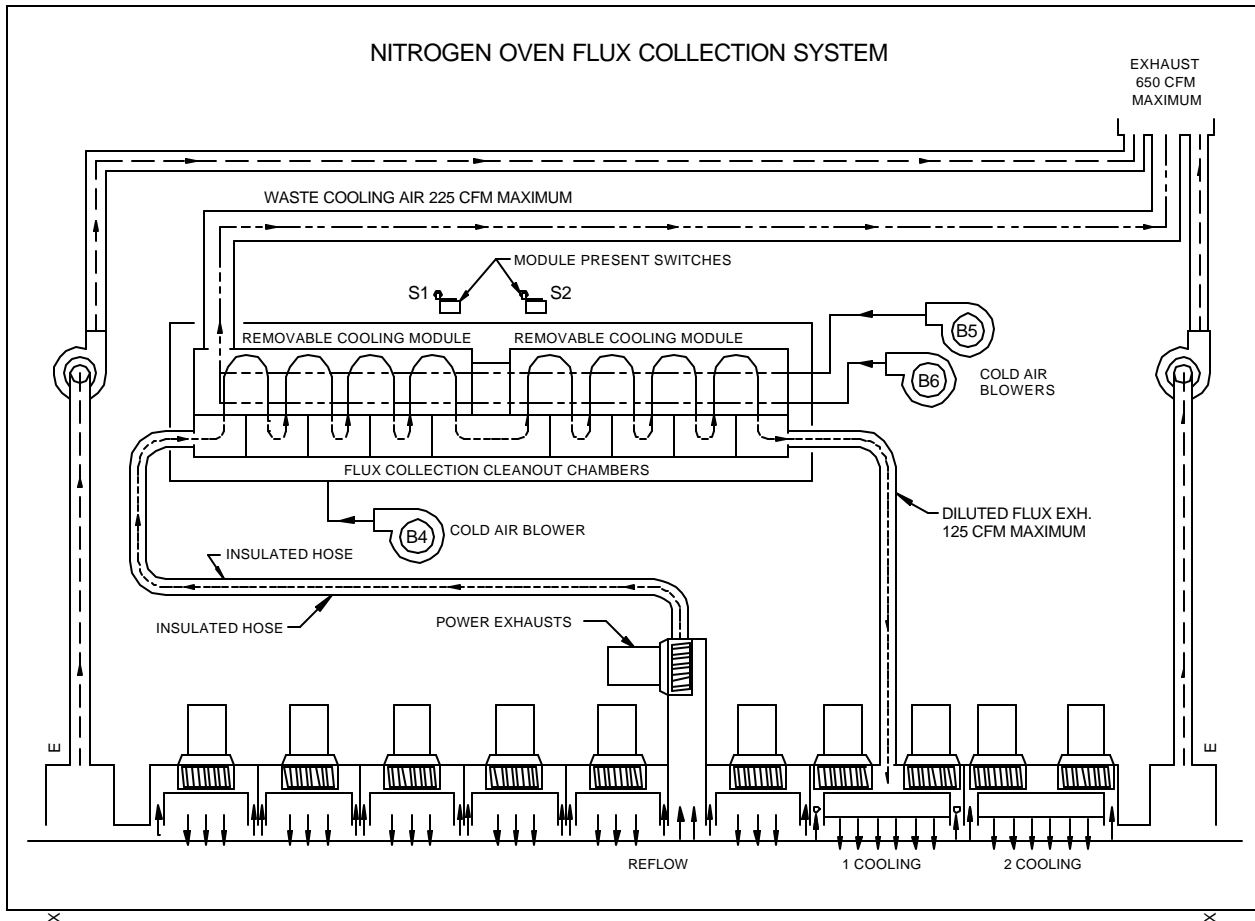 NITROGEN OVEN FLUX COLLECTION SYSTEM
EXHAUST
650 CFM
MAXIMUM
WASTE COOLING AIR 225 CFM MAXIMUM
MODULE PRESENT SWITCHES
S1
S2
REMOVABLE COOLING MODULE
REMOVABLE COOLING MODULE
B5
B6
COLD AIR
BLOWERS
FLUX COLLECTION CLEANOUT CHAMBERS
DILUTED FLUX EXH.
125 CFM MAXIMUM
B4
COLD AIR BLOWER
INSULATED HOSE
INSULATED HOSE
POWER EXHAUSTS
E
E
REFLOW
1 COOLING
2 COOLING
X
X